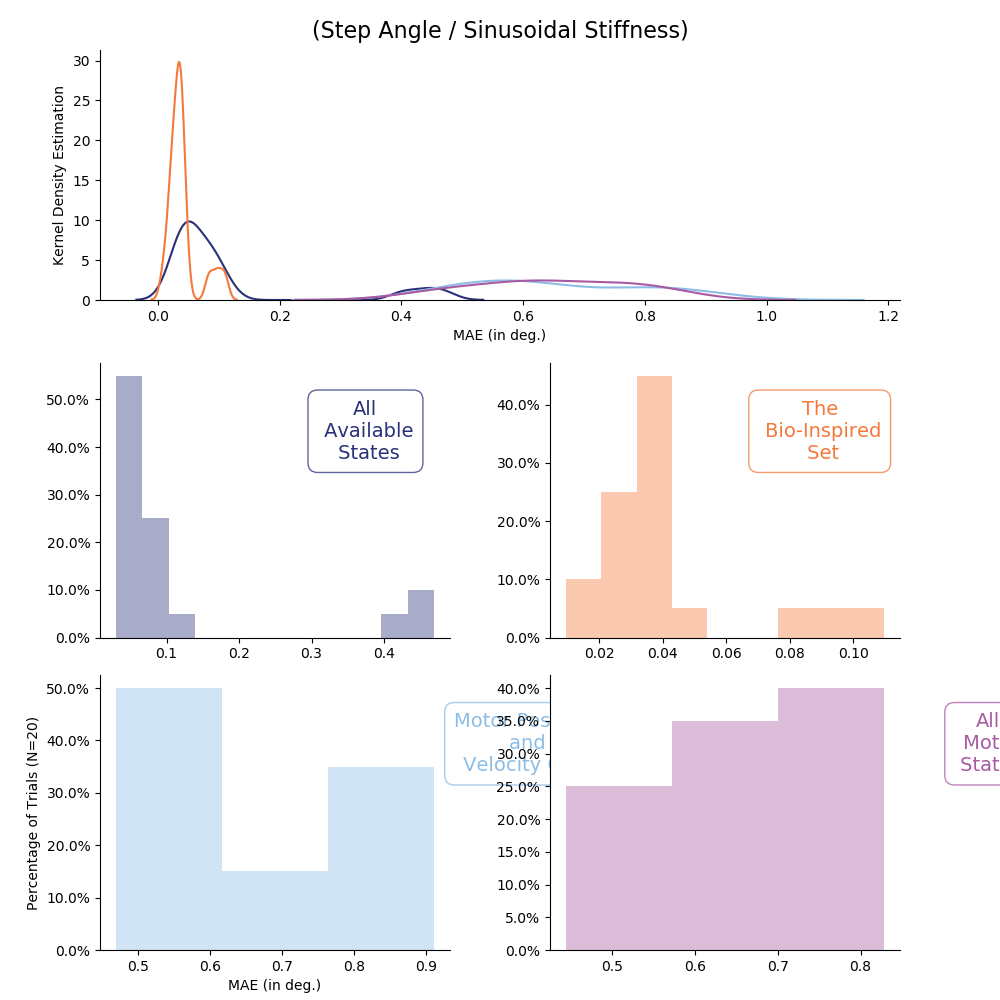 (Step Angle / Sinusoidal Stiffness)
30
25
20
15
10
5
0
Kernel Density Estimation
0.0 0.2 0.4 0.6 0.8 1.0 1.2
MAE (in deg.)
50.0%
40.0%
30.0%
20.0%
10.0%
0.0%
All
Available
States
0.1 0.2 0.3 0.4
40.0%
30.0%
20.0%
10.0%
0.0%
The
Bio-Inspired
Set
0.02 0.04 0.06 0.08 0.10
50.0%
40.0%
30.0%
20.0%
10.0%
0.0%
Percentage of Trials (N=20)
Motor
and
Velocity
0.5 0.6 0.7 0.8 0.9
MAE (in deg.)
40.0%
35.0%
30.0%
25.0%
20.0%
15.0%
10.0%
5.0%
0.0%
All
Mot
Stat
0.5 0.6 0.7 0.8